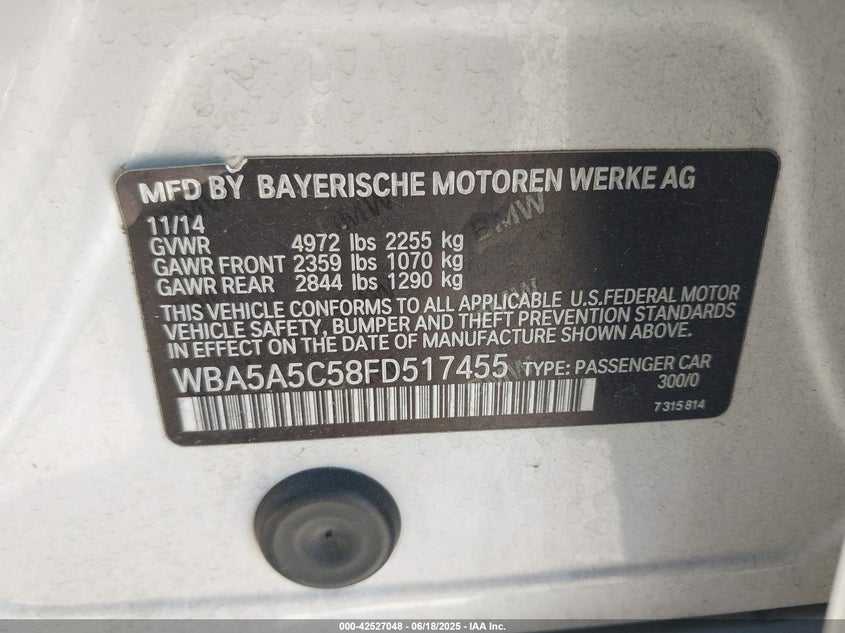 MFD BY BAYERISCHE MOTOREN WERKE AG
11/14
GVWR 4972 lbs 2255 kg
GAWR FRONT 2359 lbs 1070 kg
GAWR REAR 2844 lbs 1290 kg
THIS VEHICLE CONFORMS TO ALL APPLICABLE U.S.FEDERAL MOTOR
VEHICLE SAFETY, BUMPER AND THEFT PREVENTION STANDARDS
IN EFFECT ON THE DATE OF MANUFACTURE SHOWN ABOVE.
WBA5A5C58FD517455 TYPE: PASSENGER CAR
300/0
7315814
BMW
BMW
000-42527048 - 06/18/2025 - IAA Inc.